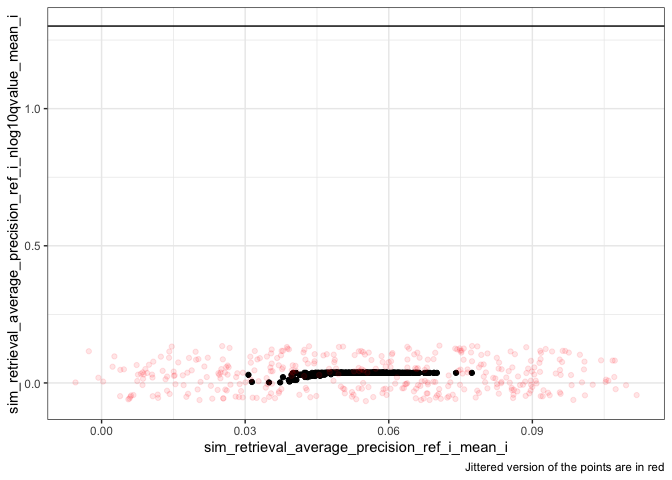 sim_retrieval_average_precision_ref_i_nlog10qvalue_mean_i
1.0
0.5
0.0
0.00 0.03 0.06 0.09
sim_retrieval_average_precision_ref_i_mean_i
Jittered version of the points are in red